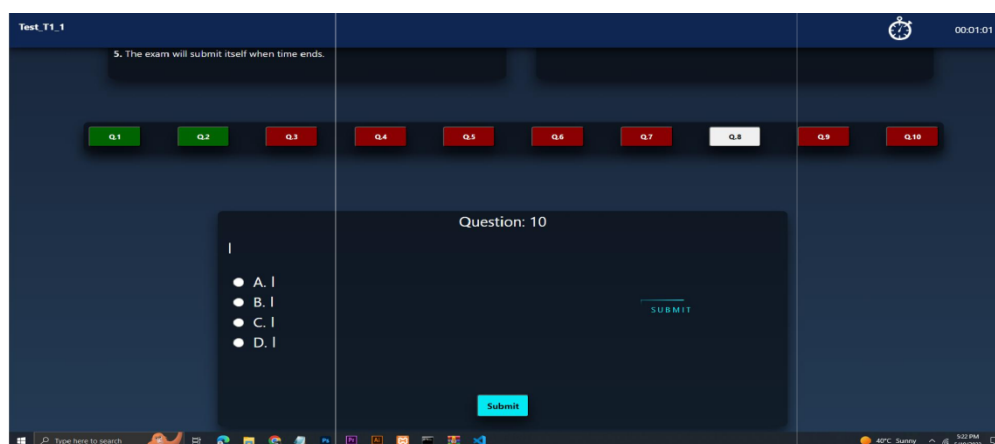 Test_T1_1
00:01:01
5. The exam will submit itself when time ends.
Q.1 Q.2 Q.3 Q.4 Q.5 Q.6 Q.7 Q.8 Q.9 Q.10
Question: 10
l
A. l
B. l
C. l
D. l
SUBMIT
Submit
Type here to search
40°C Sunny
5:22 PM